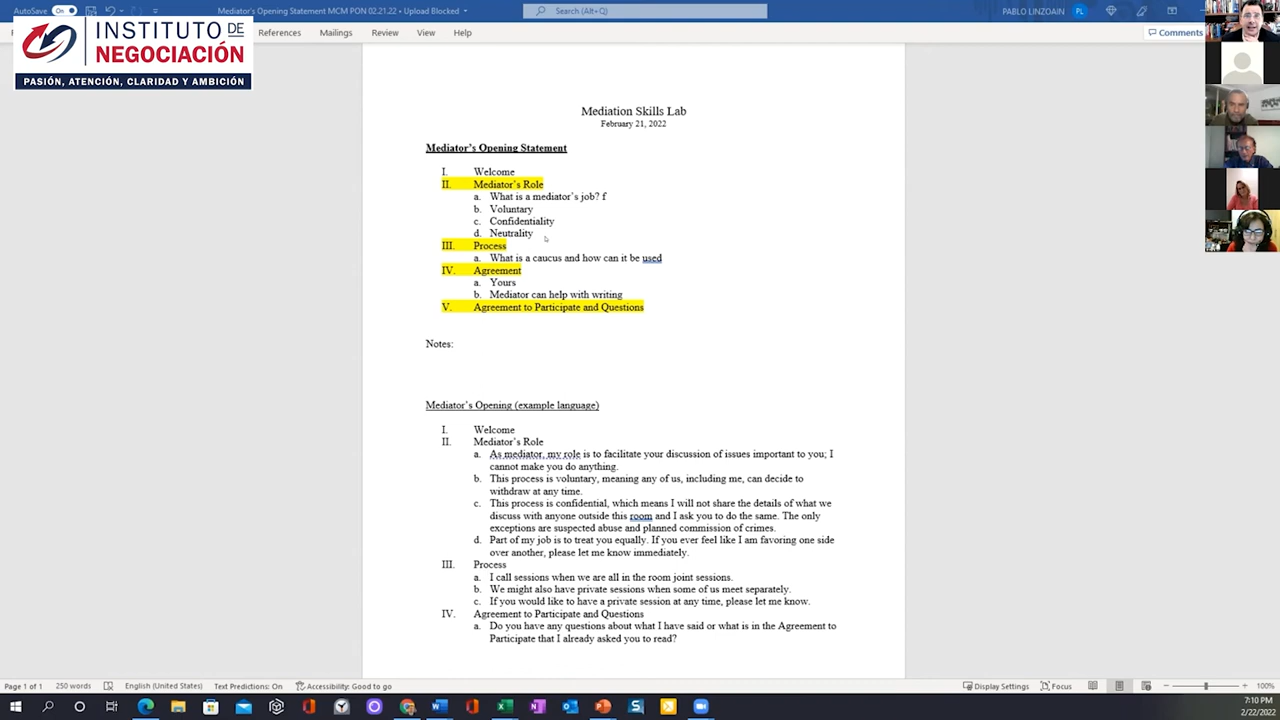 AutoSave On
Mediator's Opening Statement MCM PON 02.21.22 • Upload Blocked
Search (Alt+Q)
PABLO LINZOAIN PL
References Mailings Review View Help Comments
INSTITUTO DE
NEGOCIACIÓN
PASIÓN, ATENCIÓN, CLARIDAD Y AMBICIÓN
Mediation Skills Lab
February 21, 2022
Mediator's Opening Statement
I. Welcome
II. Mediator's Role
a. What is a mediator's job? f
b. Voluntary
c. Confidentiality
d. Neutrality
III. Process
a. What is a caucus and how can it be used
IV. Agreement
a. Yours
b. Mediator can help with writing
V. Agreement to Participate and Questions
Notes:
Mediator's Opening (example language)
I. Welcome
II. Mediator's Role
a. As mediator, my role is to facilitate your discussion of issues important to you; I
cannot make you do anything.
b. This process is voluntary, meaning any of us, including me, can decide to
withdraw at any time.
c. This process is confidential, which means I will not share the details of what we
discuss with anyone outside this room and I ask you to do the same. The only
exceptions are suspected abuse and planned commission of crimes.
d. Part of my job is to treat you equally. If you ever feel like I am favoring one side
over another, please let me know immediately.
III. Process
a. I call sessions when we are all in the room joint sessions.
b. We might also have private sessions when some of us meet separately.
c. If you would like to have a private session at any time, please let me know.
IV. Agreement to Participate and Questions
a. Do you have any questions about what I have said or what is in the Agreement to
Participate that I already asked you to read?
Page 1 of 1 250 words English (United States) Text Predictions: On Accessibility: Good to go Display Settings Focus 100%
7:10 PM
2/22/2022